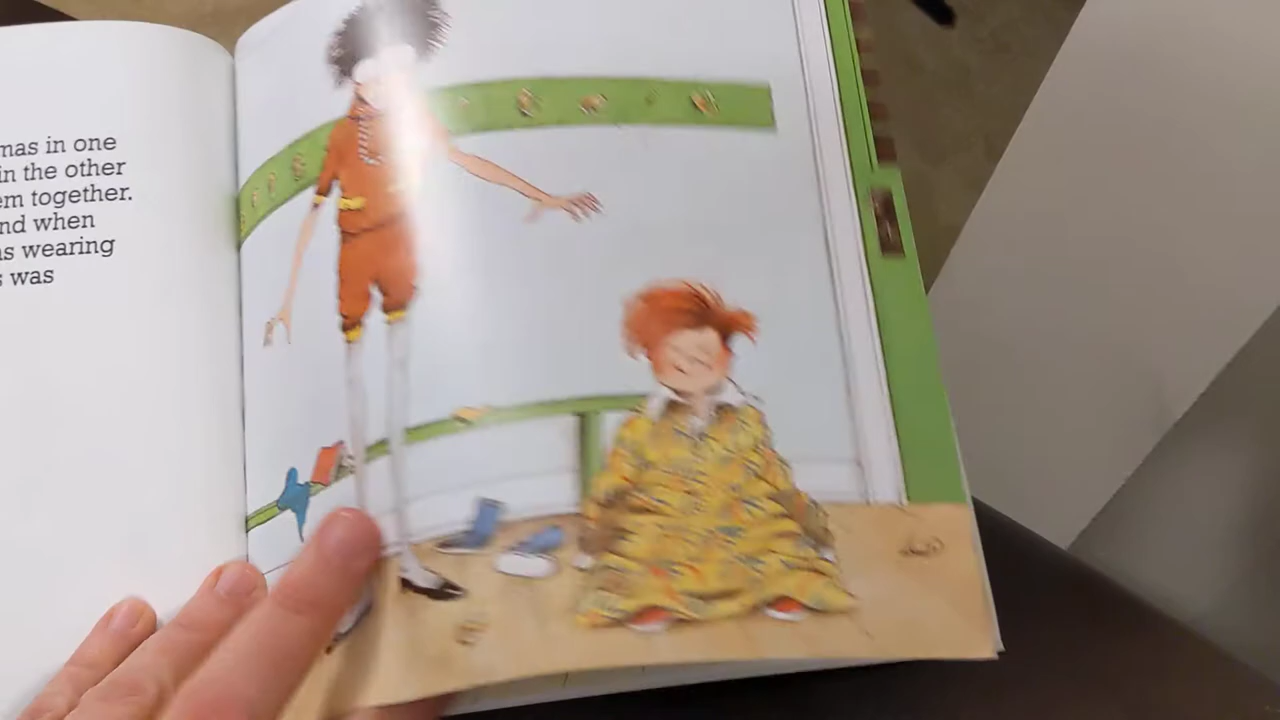 mas in one
in the other
em together.
nd when
as wearing
s was